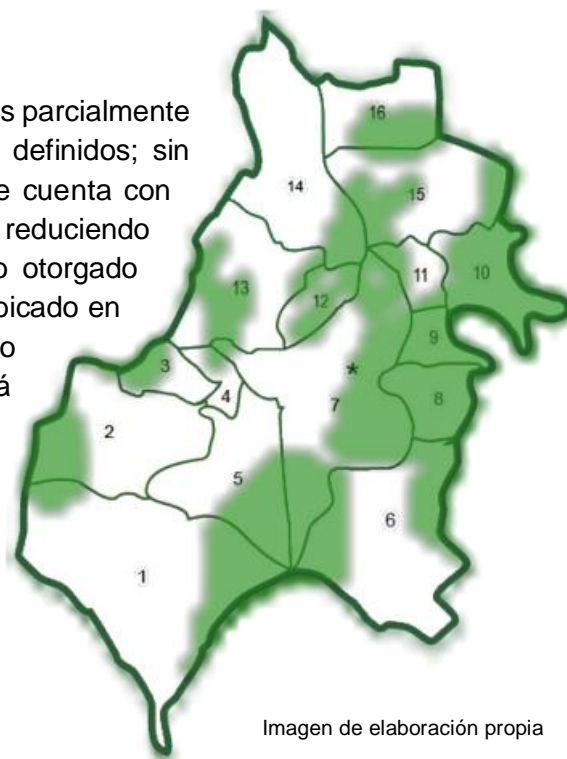 s parcialmente
definidos; sin
e cuenta con
reduciendo
o otorgado
bicado en
o
á
16
14
15
11
10
13
12
9
3
*
4
7
8
2
5
6
1
Imagen de elaboración propia